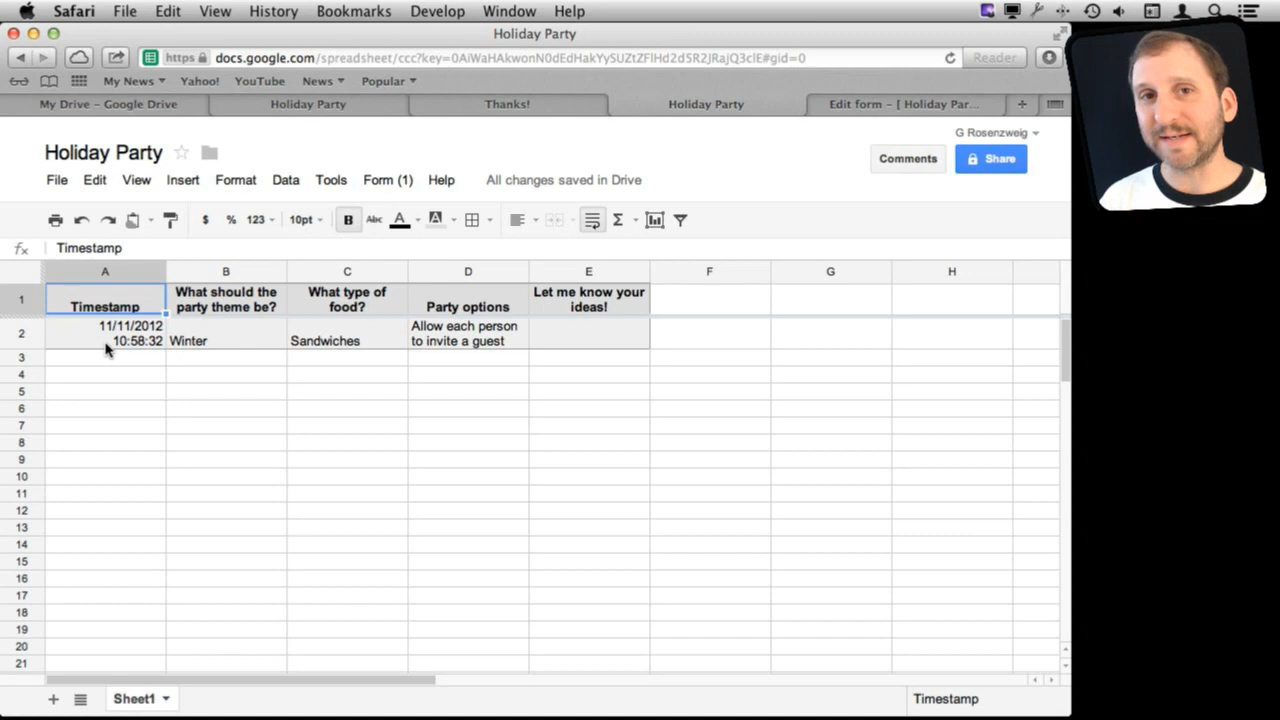 Safari File Edit View History Bookmarks Develop Window Help
Holiday Party
https docs.google.com/spreadsheet/ccc?key=0AiWaHAkwonN0dEdHakYySUZtZFlHd2d5R2JRajQ3clE#gid=0 Reader
My News Yahoo! YouTube News Popular
My Drive – Google Drive Holiday Party Thanks! Holiday Party Edit form – [ Holiday Par... +
G Rosenzweig
Holiday Party
Comments Share
File Edit View Insert Format Data Tools Form (1) Help All changes saved in Drive
$ % 123 10pt B Abc A A Σ
fx Timestamp
A B C D E F G H
1 Timestamp What should the party theme be? What type of food? Party options Let me know your ideas!
2 11/11/2012 10:58:32 Winter Sandwiches Allow each person to invite a guest
3
4
5
6
7
8
9
10
11
12
13
14
15
16
17
18
19
20
21
+ Sheet1 Timestamp